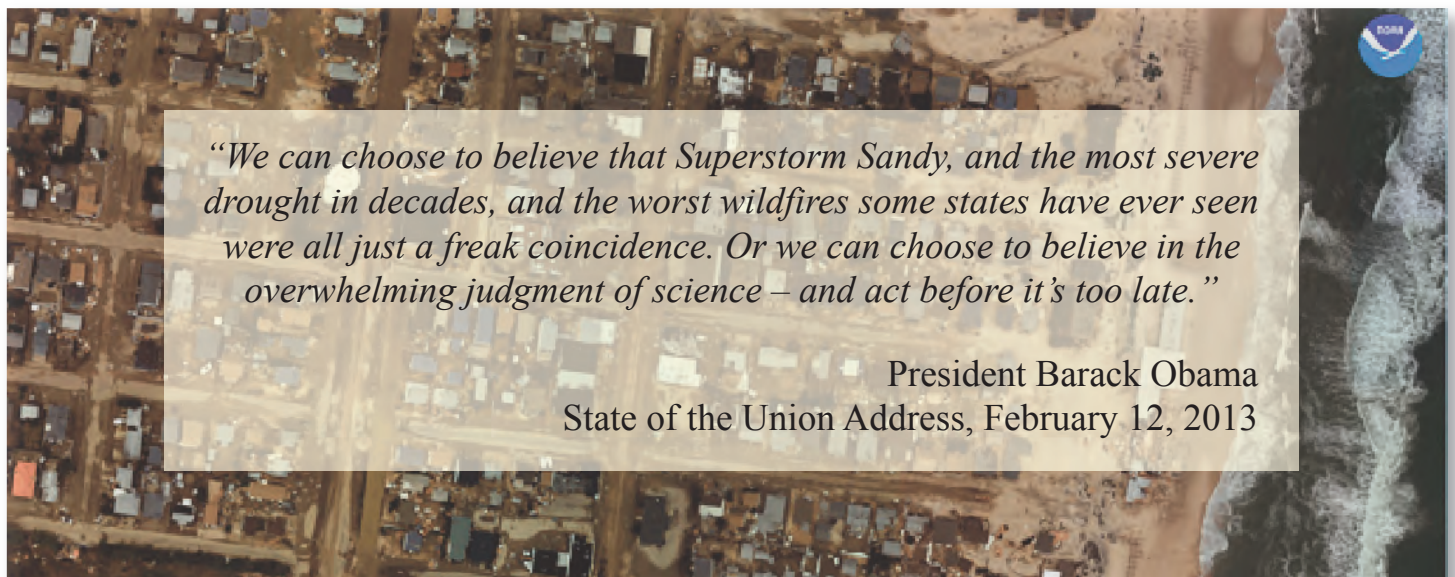 NOAA
“We can choose to believe that Superstorm Sandy, and the most severe
drought in decades, and the worst wildfires some states have ever seen
were all just a freak coincidence. Or we can choose to believe in the
overwhelming judgment of science – and act before it’s too late.”
President Barack Obama
State of the Union Address, February 12, 2013